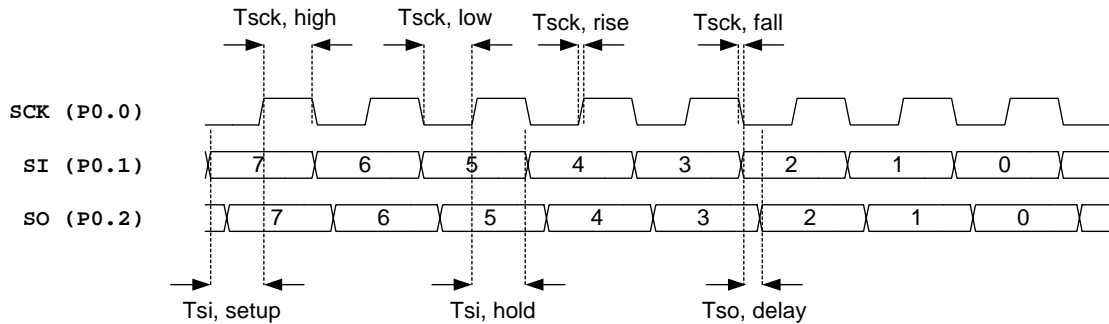 Tsck, high Tsck, low Tsck, rise Tsck, fall
SCK (P0.0)
SI (P0.1) 7 6 5 4 3 2 1 0
SO (P0.2) 7 6 5 4 3 2 1 0
Tsi, setup Tsi, hold Tso, delay